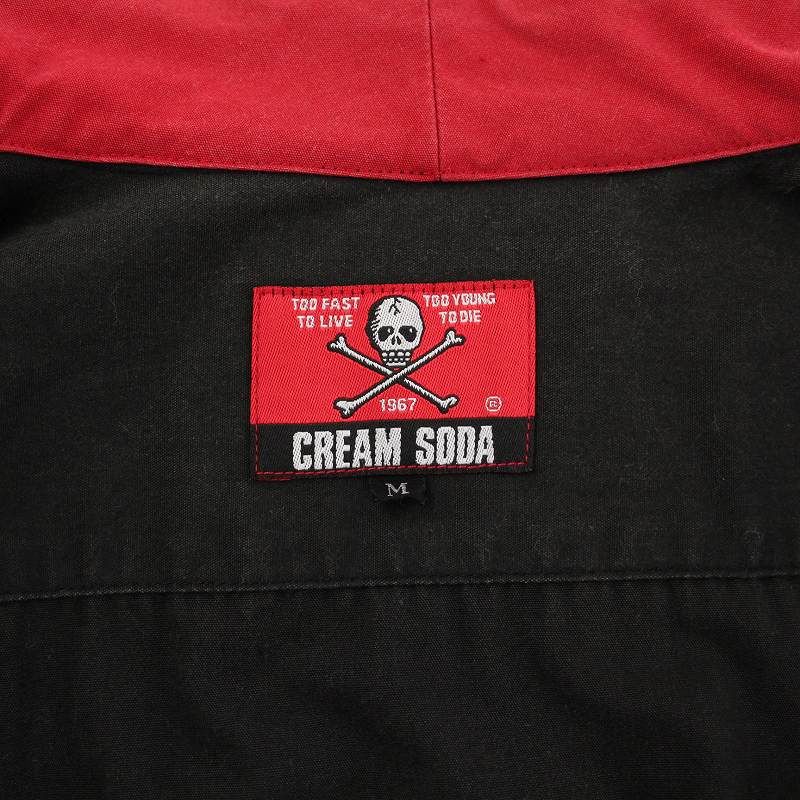 TOO FAST TOO YOUNG
TO LIVE TO DIE
1967
CREAM SODA
M